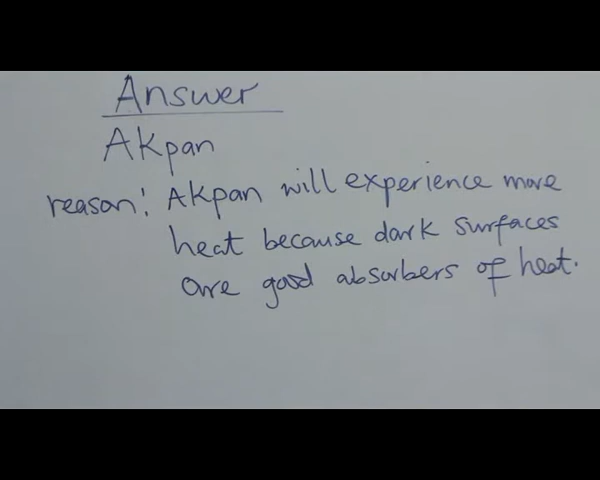 Answer
Akpan
reason: Akpan will experience more
heat because dark surfaces
are good absorbers of heat.